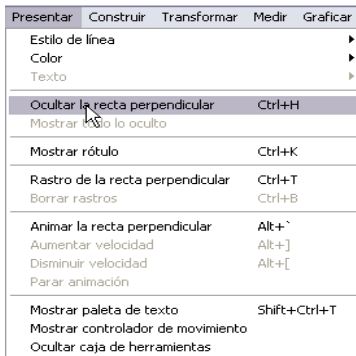 Presentar Construir Transformar Medir Graficar
Estilo de línea
Color
Texto
Ocultar la recta perpendicular Ctrl+H
Mostrar todo lo oculto
Mostrar rótulo Ctrl+K
Rastro de la recta perpendicular Ctrl+T
Borrar rastros Ctrl+B
Animar la recta perpendicular Alt+`
Aumentar velocidad Alt+]
Disminuir velocidad Alt+[
Parar animación
Mostrar paleta de texto Shift+Ctrl+T
Mostrar controlador de movimiento
Ocultar caja de herramientas